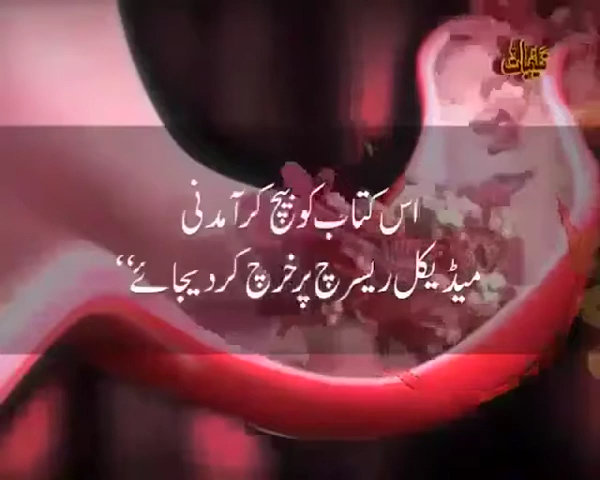 اس کتاب کو بیچ کر آمدنی
میڈیکل ریسرچ پر خرچ کر دیجائے“